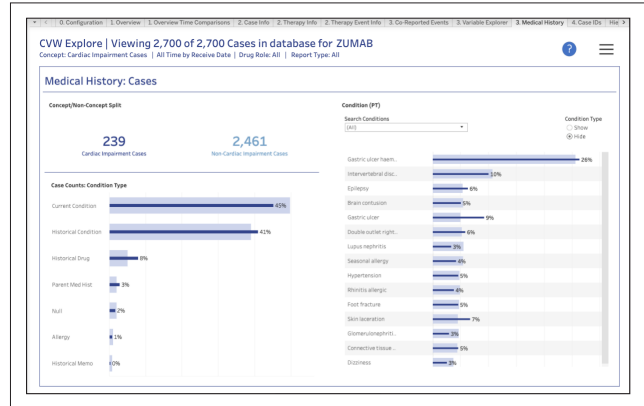 0. Configuration
1. Overview
1. Overview Time Comparisons
2. Case Info
2. Therapy Info
2. Therapy Event Info
3. Co-Reported Events
3. Variable Explorer
3. Medical History
4. Case IDs
Hie
CVW Explore | Viewing 2,700 of 2,700 Cases in database for ZUMAB
Concept: Cardiac Impairment Cases | All Time by Receive Date | Drug Role: All | Report Type: All
?
Medical History: Cases
Concept/Non-Concept Split
239
Cardiac Impairment Cases
2,461
Non-Cardiac Impairment Cases
Case Counts: Condition Type
Current Condition 45%
Historical Condition 41%
Historical Drug 8%
Parent Med Hist 3%
Null 2%
Allergy 1%
Historical Memo 0%
Condition (PT)
Search Conditions
(All)
Condition Type
Show
Hide
Gastric ulcer haem.. 26%
Intervertebral disc.. 10%
Epilepsy 6%
Brain contusion 5%
Gastric ulcer 9%
Double outlet right.. 6%
Lupus nephritis 3%
Seasonal allergy 4%
Hypertension 5%
Rhinitis allergic 4%
Foot fracture 5%
Skin laceration 7%
Glomerulonephriti.. 3%
Connective tissue.. 5%
Dizziness 3%